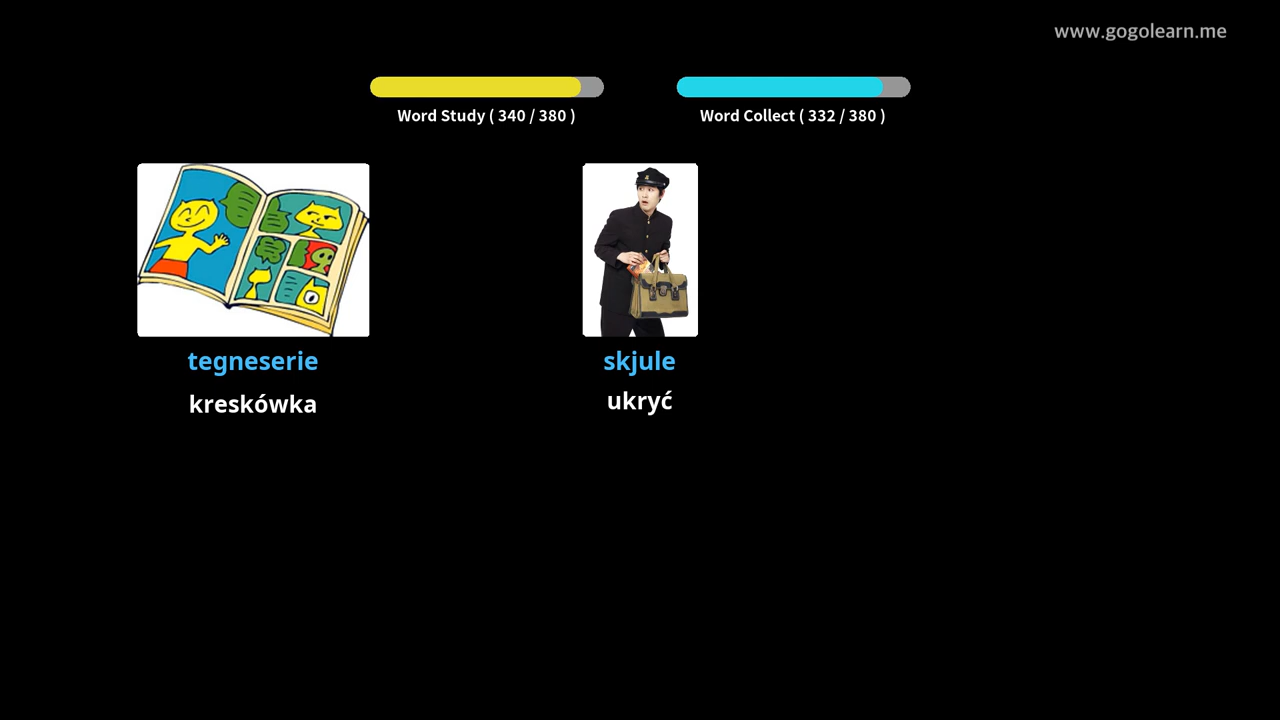 www.gogolearn.me
Word Study ( 340 / 380 )
Word Collect ( 332 / 380 )
tegneserie
kreskówka
skjule
ukryć